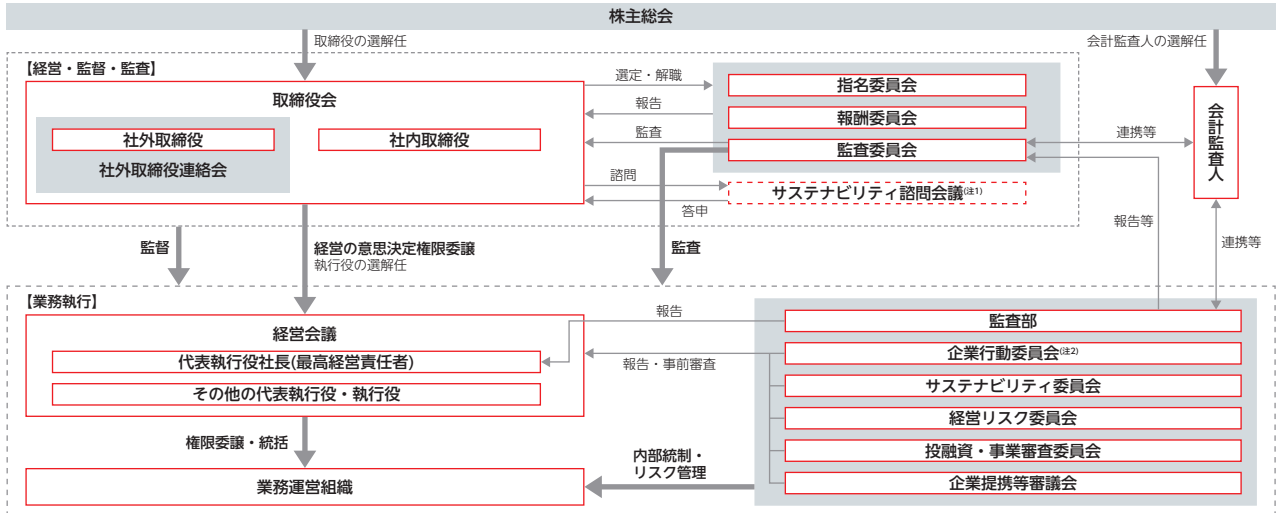 株主総会
取締役の選解任
会計監査人の選解任
【経営・監督・監査】
取締役会
社外取締役
社内取締役
社外取締役連絡会
選定・解職
報告
監査
諮問
答申
指名委員会
報酬委員会
監査委員会
サステナビリティ諮問会議(注1)
連携等
会計監査人
報告等
連携等
監督
経営の意思決定権限委譲
執行役の選解任
監査
【業務執行】
経営会議
代表執行役社長(最高経営責任者)
その他の代表執行役・執行役
報告
報告・事前審査
監査部
企業行動委員会(注2)
サステナビリティ委員会
経営リスク委員会
投融資・事業審査委員会
企業提携等審議会
権限委譲・統括
内部統制・
リスク管理
業務運営組織